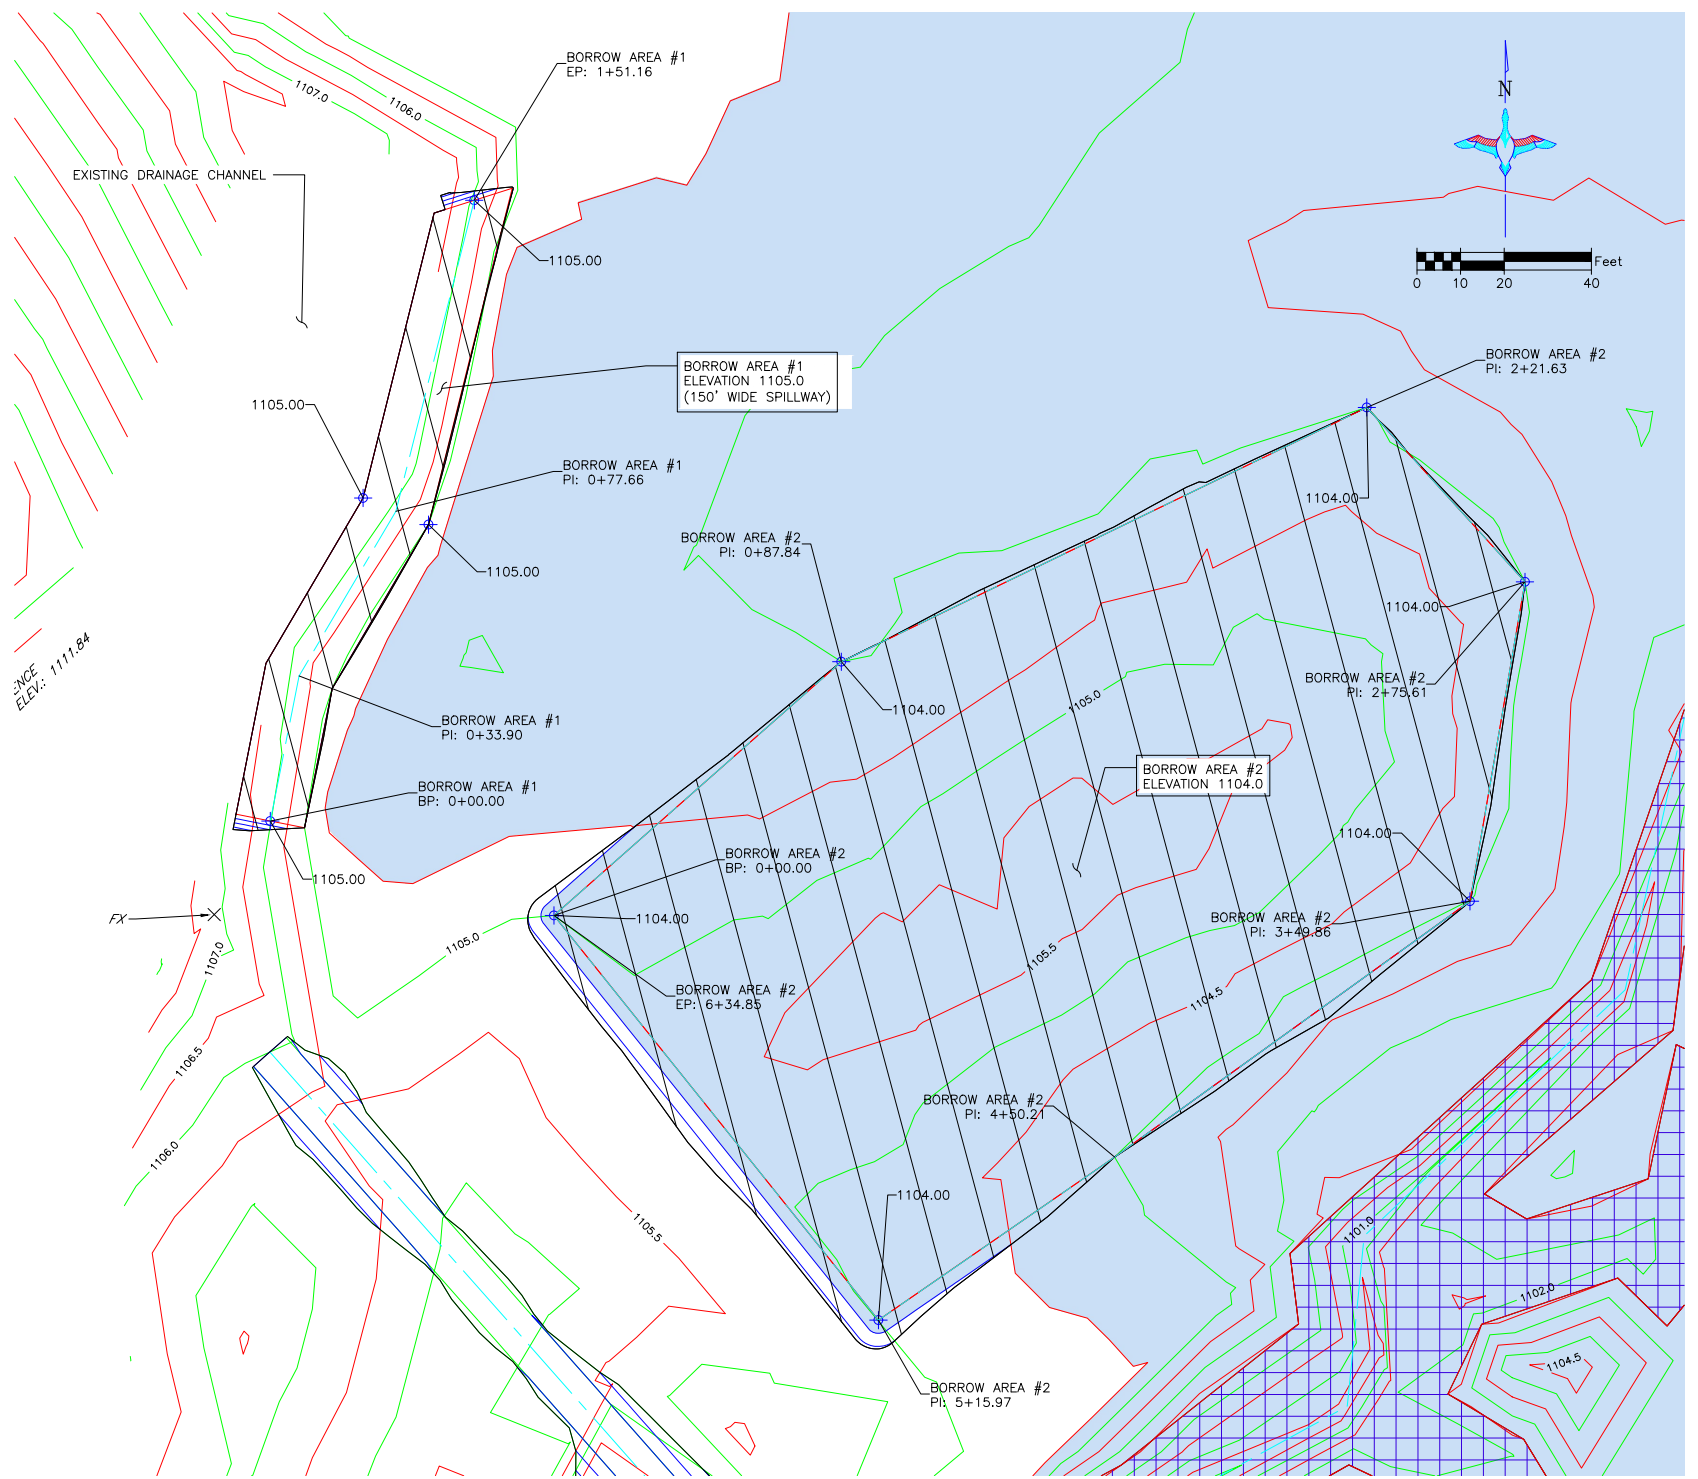 BORROW AREA #1
EP: 1+51.16
1107.0
1106.0
N
EXISTING DRAINAGE CHANNEL
1105.00
Feet
0 10 20 40
BORROW AREA #1
ELEVATION 1105.0
(150' WIDE SPILLWAY)
BORROW AREA #2
PI: 2+21.63
1105.00
BORROW AREA #1
PI: 0+77.66
1104.00
BORROW AREA #2
PI: 0+87.84
1105.00
1104.00
ENCE
ELEV.: 1111.84
BORROW AREA #2
PI: 2+75.61
1105.0
1104.00
BORROW AREA #1
PI: 0+33.90
BORROW AREA #2
ELEVATION 1104.0
BORROW AREA #1
BP: 0+00.00
1104.00
BORROW AREA #2
BP: 0+00.00
1105.00
FX
1104.00
BORROW AREA #2
PI: 3+49.86
1105.0
1107.0
1105.5
BORROW AREA #2
EP: 6+34.85
1104.5
1106.5
BORROW AREA #2
PI: 4+50.21
1106.0
1104.00
1105.5
1101.0
1102.0
1104.5
BORROW AREA #2
PI: 5+15.97